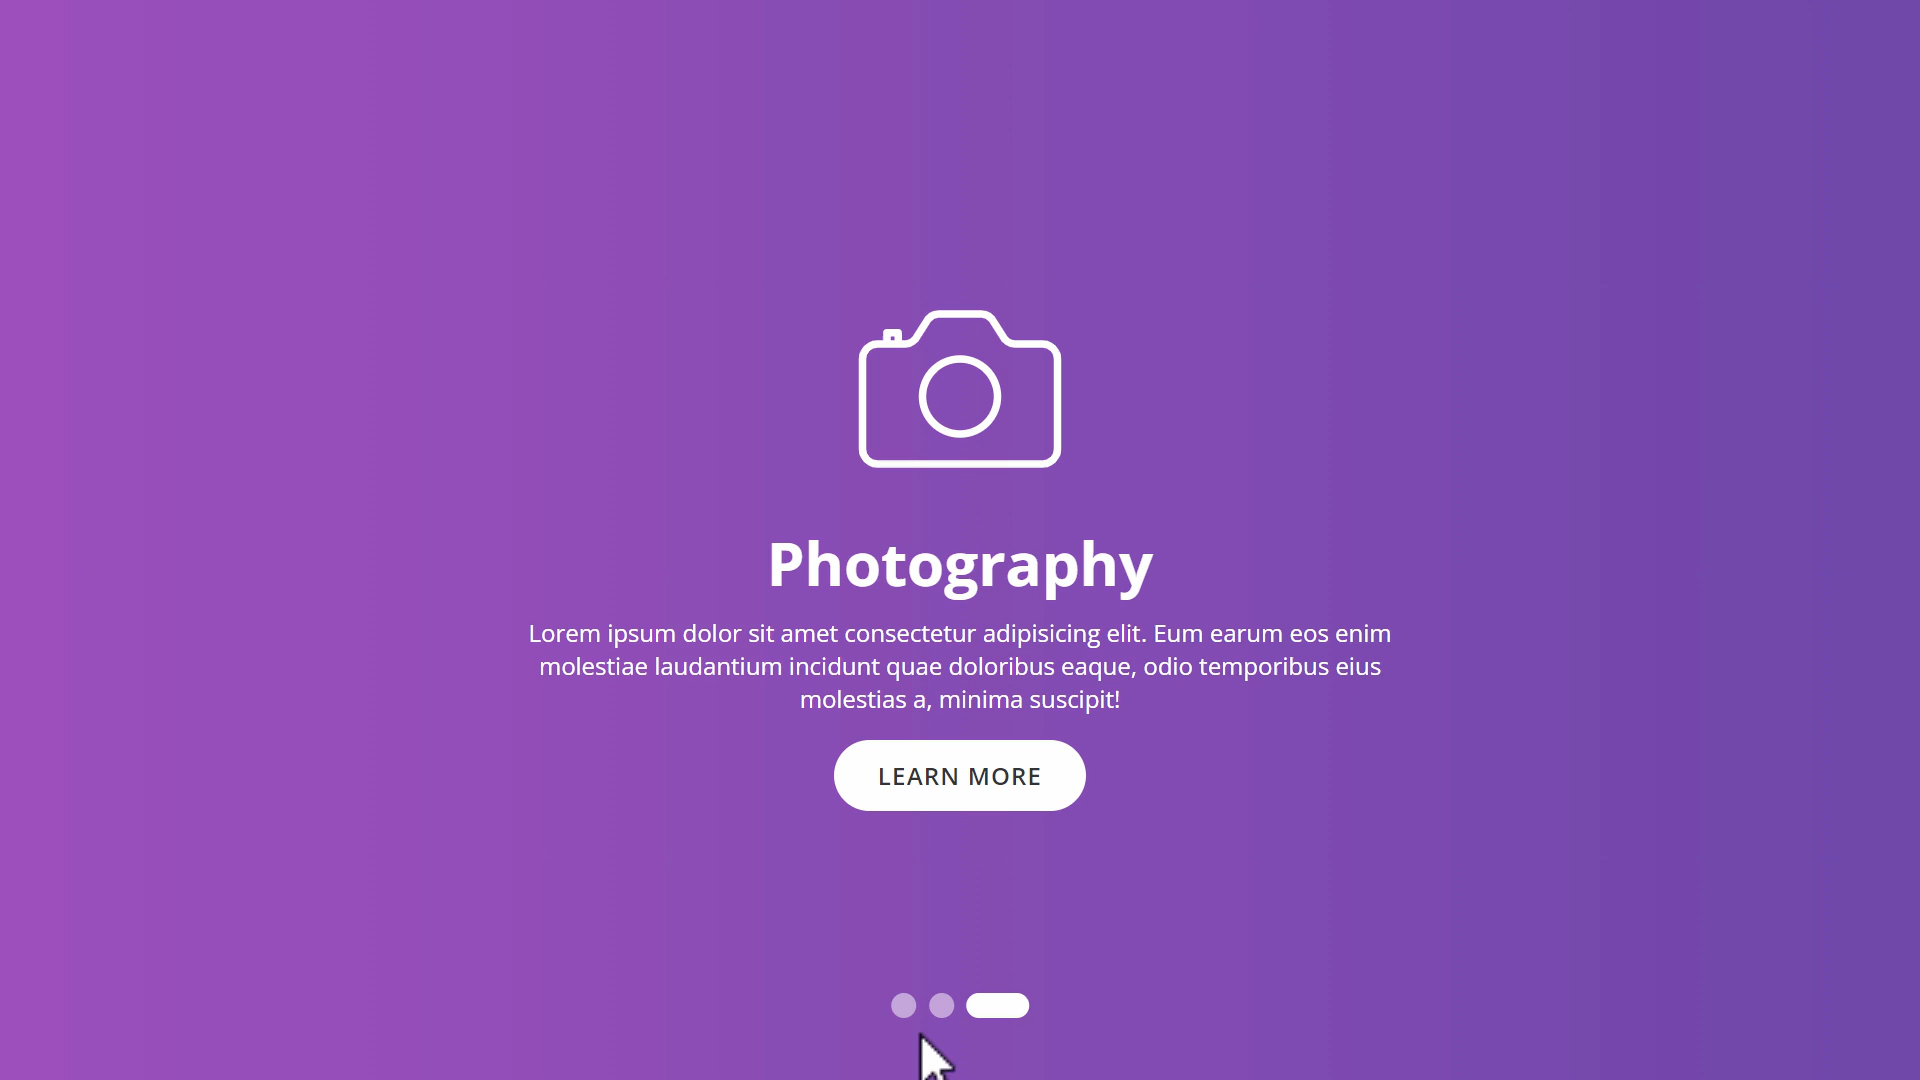 Photography
Lorem ipsum dolor sit amet consectetur adipisicing elit. Eum earum eos enim
molestiae laudantium incidunt quae doloribus eaque, odio temporibus eius
molestias a, minima suscipit!
LEARN MORE